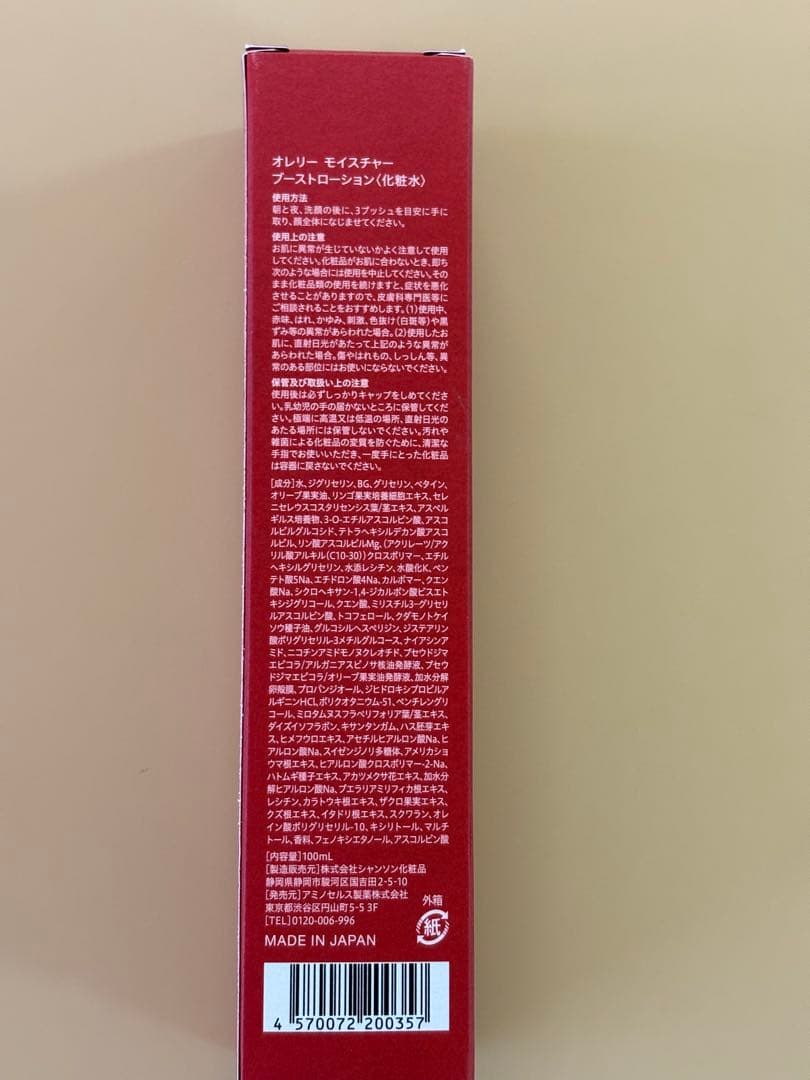 オレリー モイスチャー
ブーストローション〈化粧水〉
使用方法
朝と夜、洗顔の後に、3プッシュを目安に手に
取り、顔全体になじませてください。
使用上の注意
お肌に異常が生じていないかよく注意して使用
してください。化粧品がお肌に合わないとき、即ち
次のような場合には使用を中止してください。その
まま化粧品類の使用を続けますと、症状を悪化
させることがありますので、皮膚科専門医等に
ご相談されることをおすすめします。(1)使用中、
赤味、はれ、かゆみ、刺激、色抜け(白斑等)や黒
ずみ等の異常があらわれた場合。(2)使用したお
肌に、直射日光があたって上記のような異常が
あらわれた場合。傷やはれもの、しっしん等、異
常のある部位にはお使いにならないでください。
保管及び取扱い上の注意
使用後は必ずしっかりキャップをしめてくださ
い。乳幼児の手の届かないところに保管してくだ
さい。極端に高温又は低温の場所、直射日光の
あたる場所には保管しないでください。汚れや
雑菌による化粧品の変質を防ぐために、清潔な
手指でお使いいただき、一度手にとった化粧品
は容器に戻さないでください。
[成分]水、ジグリセリン、BG、グリセリン、ベタイン、
オリーブ果実油、リンゴ果実培養細胞エキス、セレ
ニセレウスコスタリセンシス葉/茎エキス、アスペル
ギルス培養物、3-O-エチルアスコルビン酸、アスコ
ルビルグルコシド、テトラヘキシルデカン酸アスコ
ルビル、リン酸アスコルビルMg、(アクリレーツ/アク
リル酸アルキル(C10-30))クロスポリマー、エチル
ヘキシルグリセリン、水添レシチン、水酸化K、ペン
テト酸5Na、エチドロン酸4Na、カルボマー、クエン
酸Na、シクロヘキサン-1,4-ジカルボン酸ビスエト
キシジグリコール、クエン酸、ミリスチル3-グリセリ
ルアスコルビン酸、トコフェロール、クダモノトケイ
ソウ種子油、グルコシルヘスペリジン、ジステアリン
酸ポリグリセリル-3メチルグルコース、ナイアシンア
ミド、ニコチンアミドモノヌクレオチド、プセウドジマ
エピコラ/アルガニアスピノサ核油発酵液、プセウ
ドジマエピコラ/オリーブ果実油発酵液、加水分解
卵殻膜、プロパンジオール、ジヒドロキシプロピルア
ルギニンHCl、ポリクオタニウム-51、ペンチレングリ
コール、ミロタムヌスフラベリフォリア葉/茎エキス、
ダイズイソフラボン、キサンタンガム、ハス胚芽エキ
ス、ヒメフウロエキス、アセチルヒアルロン酸Na、ヒ
アルロン酸Na、スイゼンジノリ多糖体、アメリカショ
ウマ根エキス、ヒアルロン酸クロスポリマー-2-Na、
ハトムギ種子エキス、アカツメクサ花エキス、加水分
解ヒアルロン酸Na、プエラリアミリフィカ根エキス、
レシチン、カラトウキ根エキス、ザクロ果実エキス、
クズ根エキス、イタドリ根エキス、スクワラン、オレ
イン酸ポリグリセリル-10、キシリトール、マルチ
トール、香料、フェノキシエタノール、アスコルビン酸
[内容量]100mL
[製造販売元]株式会社シャンソン化粧品
静岡県静岡市駿河区国吉田2-5-10
[発売元]アミノセルス製薬株式会社
東京都渋谷区円山町5-5 3F
[TEL]0120-006-996
外箱
紙
MADE IN JAPAN
4 570072 200357